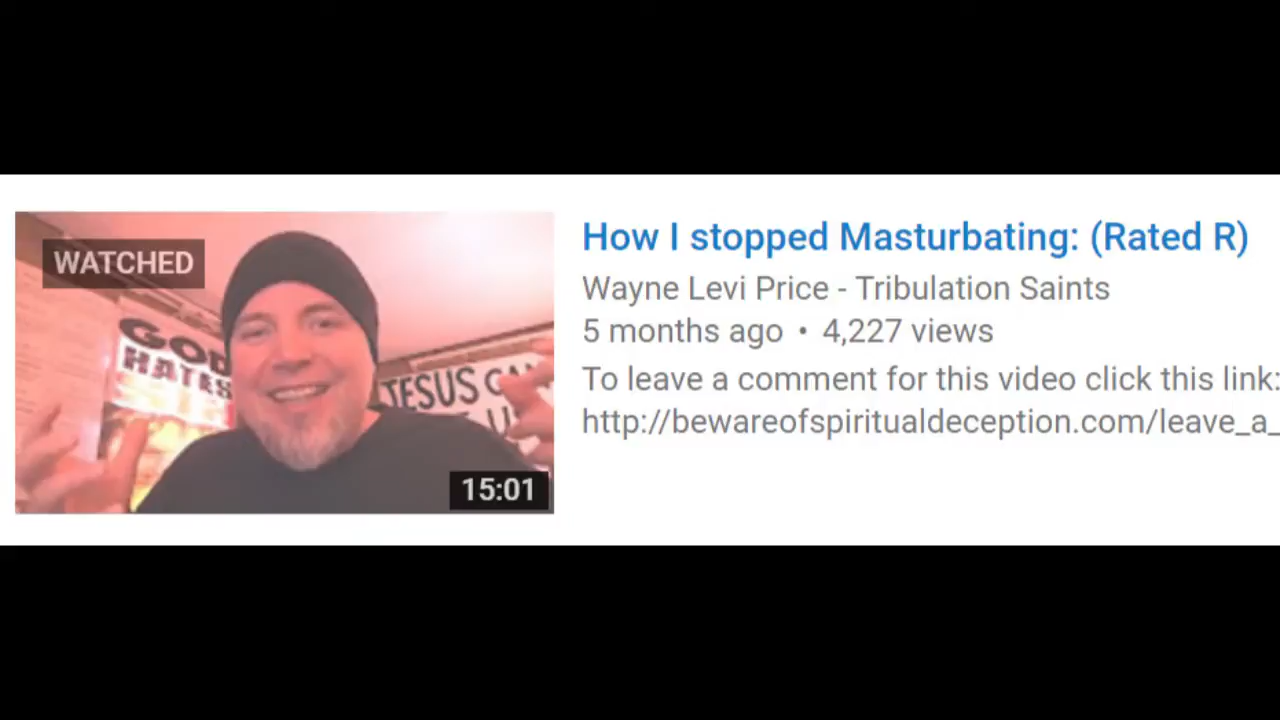 WATCHED
GOD
HATES
JESUS
15:01
How I stopped Masturbating: (Rated R)
Wayne Levi Price - Tribulation Saints
5 months ago • 4,227 views
To leave a comment for this video click this link:
http://bewareofspiritualdeception.com/leave_a_